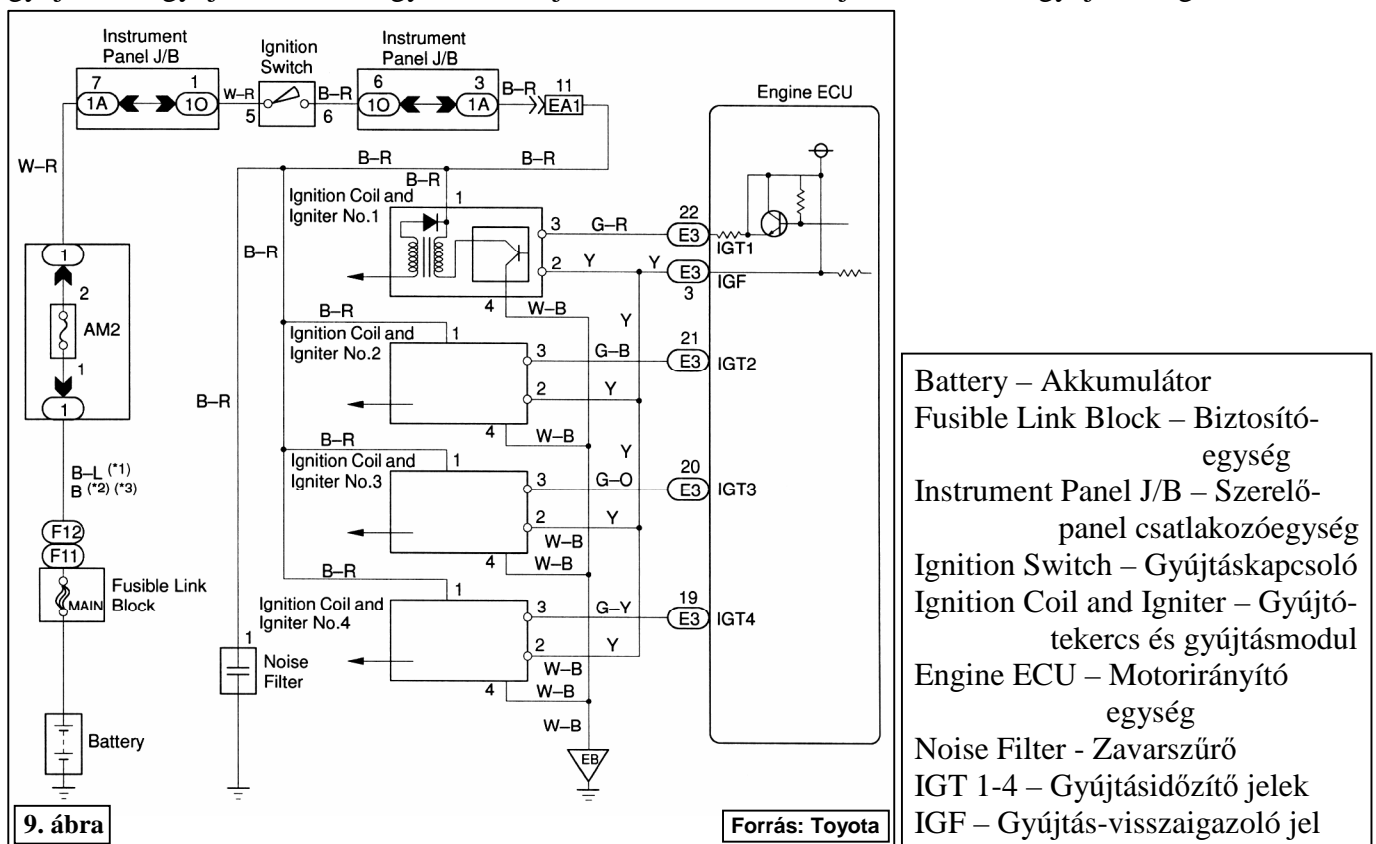 Instrument
Panel J/B
Ignition
Switch
Instrument
Panel J/B
7
1
1A
1O
W–R
5
6
B–R
6
3
1O
1A
B–R
11
EA1
Engine ECU
W–R
B–R
B–R
B–R
Ignition Coil and
Igniter No.1
1
3
G–R
22
E3
IGT1
2
Y
Y
E3
3
IGF
4
W–B
B–R
1
2
AM2
1
1
B–R
Ignition Coil and
Igniter No.2
1
Y
3
G–B
21
E3
IGT2
2
Y
4
W–B
B–R
B–R
Ignition Coil and
Igniter No.3
1
Y
3
G–O
20
E3
IGT3
2
Y
W–B
4
W–B
B–L (*1)
B (*2) (*3)
F12
F11
MAIN
Fusible Link
Block
B–R
Ignition Coil and
Igniter No.4
1
3
G–Y
19
E3
IGT4
2
Y
W–B
4
W–B
W–B
1
Noise
Filter
Battery
EB
9. ábra
Forrás: Toyota
Battery – Akkumulátor
Fusible Link Block – Biztosító-
egység
Instrument Panel J/B – Szerelő-
panel csatlakozóegység
Ignition Switch – Gyújtáskapcsoló
Ignition Coil and Igniter – Gyújtó-
tekercs és gyújtásmodul
Engine ECU – Motorirányító
egység
Noise Filter - Zavarszűrő
IGT 1-4 – Gyújtásidőzítő jelek
IGF – Gyújtás-visszaigazoló jel